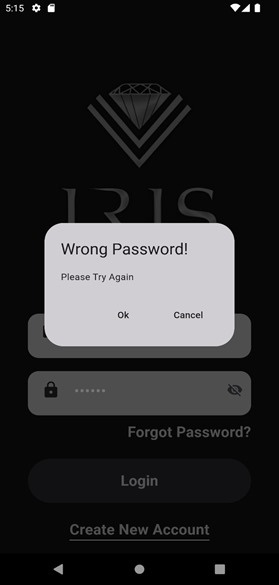 5:15
IRIS
Wrong Password!
Please Try Again
Ok Cancel
Forgot Password?
Login
Create New Account